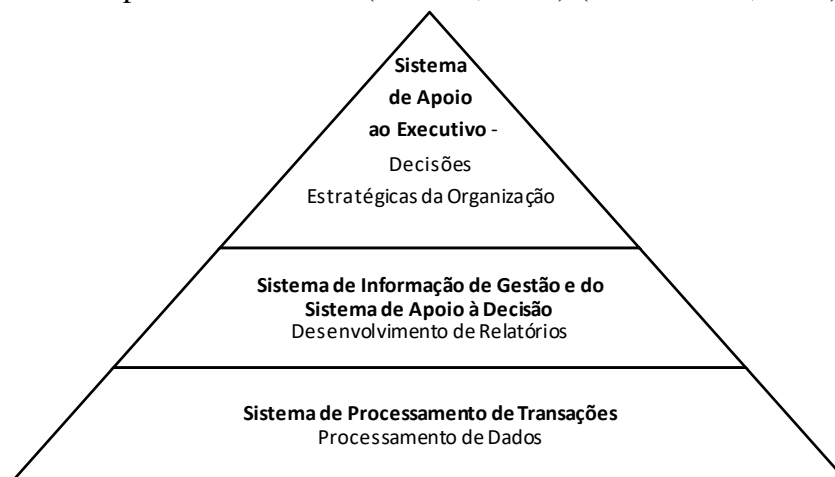 Sistema
de Apoio
ao Executivo -
Decisões
Estratégicas da Organização
Sistema de Informação de Gestão e do
Sistema de Apoio à Decisão
Desenvolvimento de Relatórios
Sistema de Processamento de Transações
Processamento de Dados